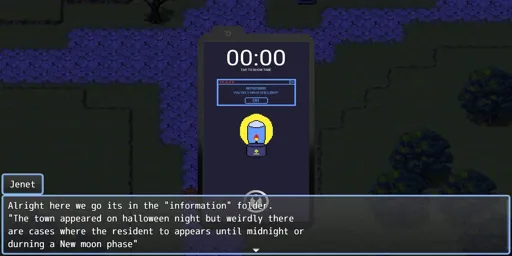 00:00
Jenet
Alright here we go its in the "information" folder.
"The town appeared on halloween night but weirdly there
are cases where the resident to appears until midnight or
durning a New moon phase"